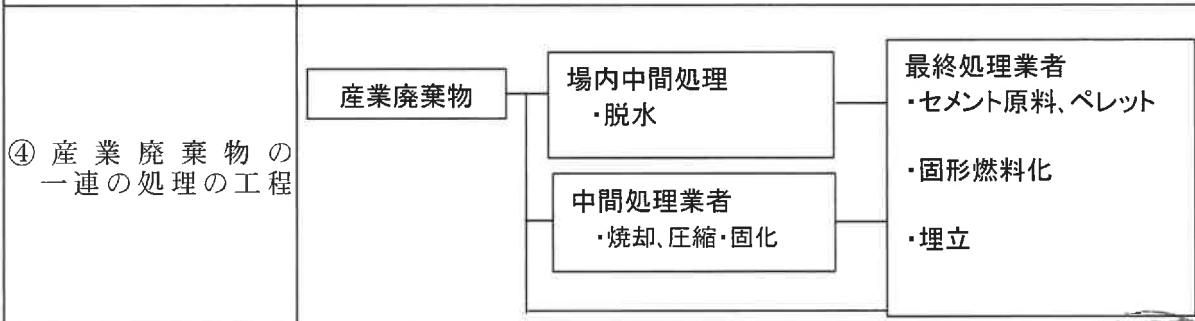 ④ 産業廃棄物の
一連の処理の工程
産業廃棄物
場内中間処理
・脱水
中間処理業者
・焼却、圧縮・固化
最終処理業者
・セメント原料、ペレット
・固形燃料化
・埋立